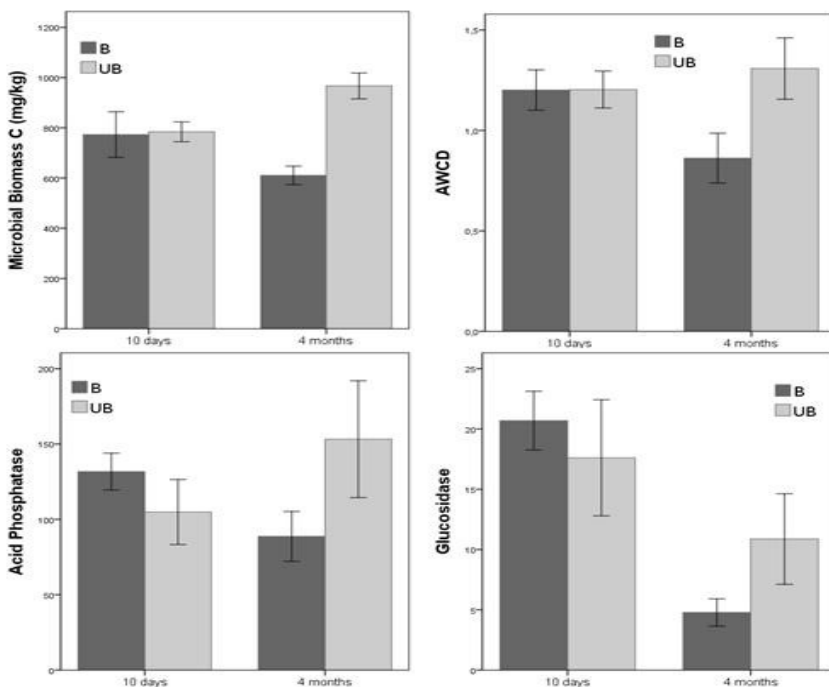 Microbial Biomass C (mg/kg)
1200
1000
800
600
400
200
0
B
UB
10 days
4 months
AWCD
1,5
1,0
0,5
0,0
B
UB
10 days
4 months
Acid Phosphatase
200
150
100
50
0
B
UB
10 days
4 months
Glucosidase
25
20
15
10
5
0
B
UB
10 days
4 months